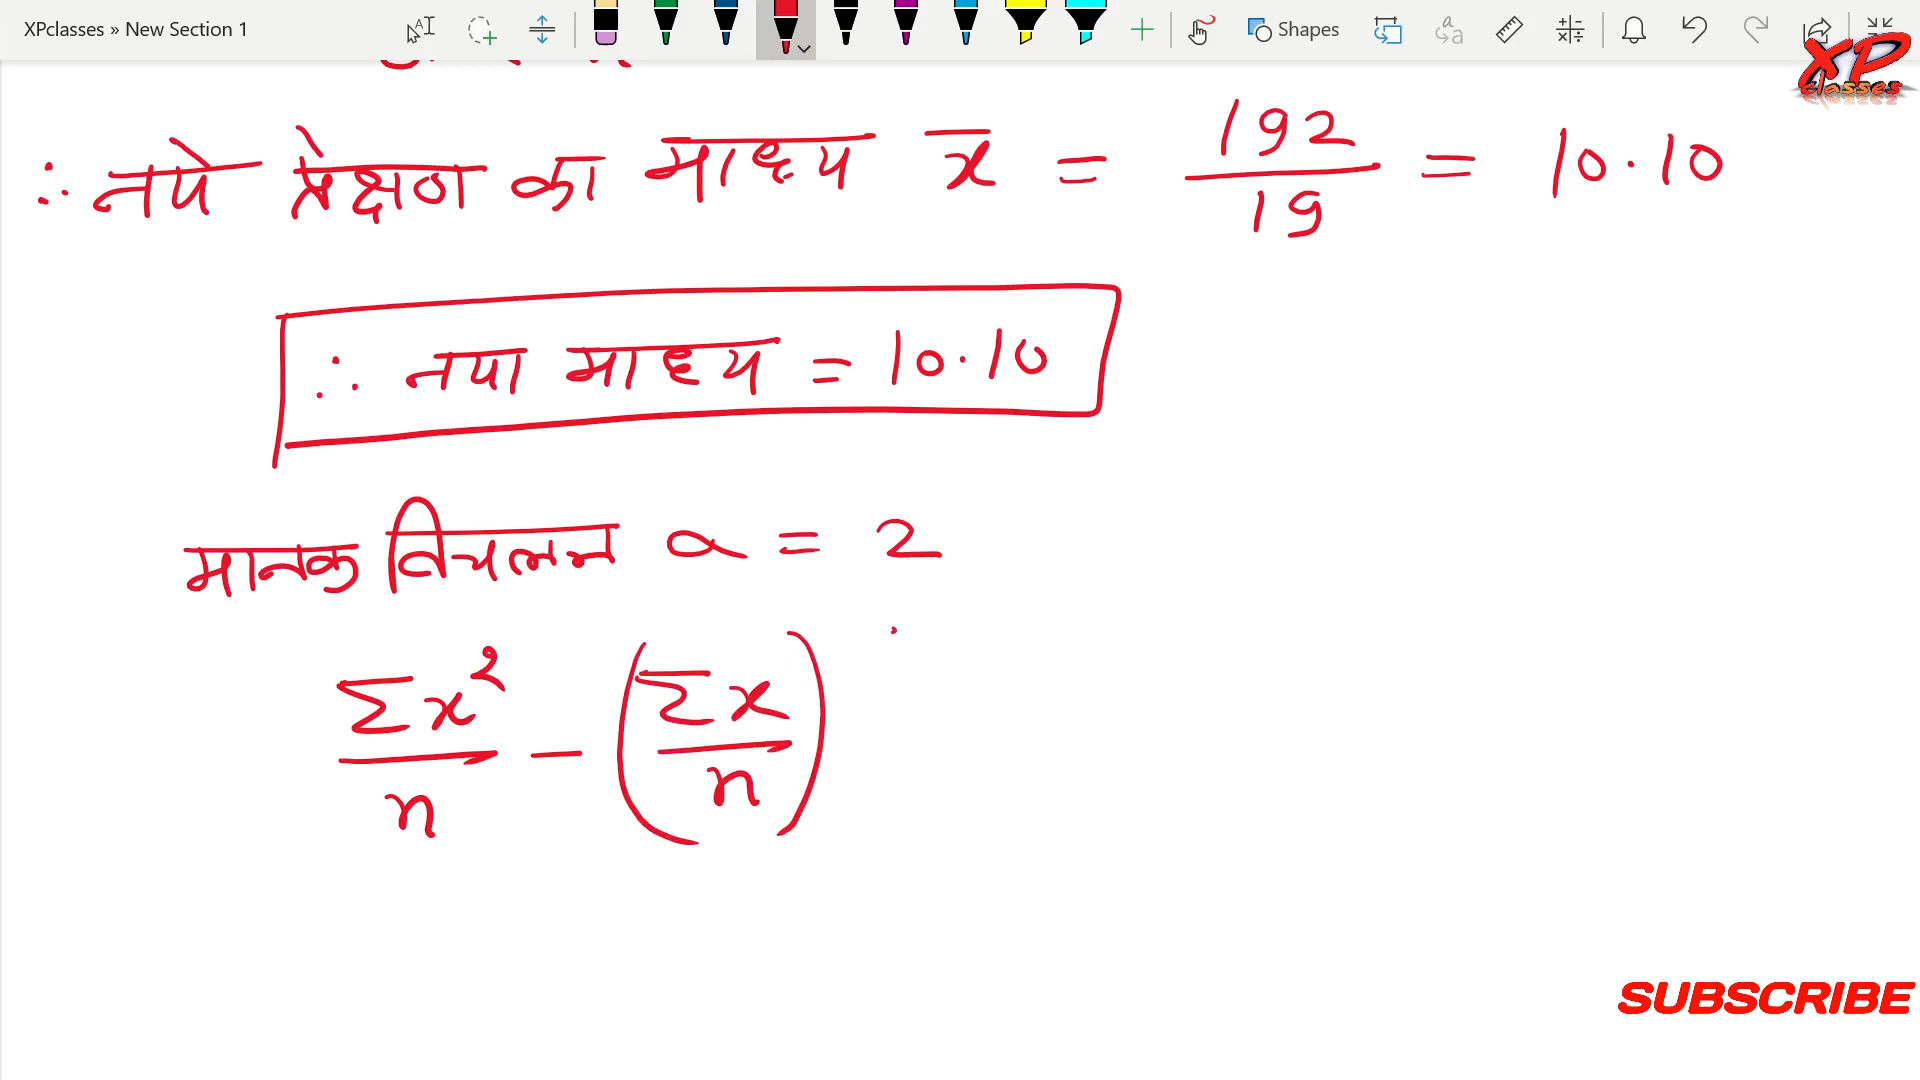 XPclasses » New Section 1
Shapes
XP
classes
∴ नये प्रेक्षण का माध्य x̅ = 192/19 = 10.10
∴ नया माध्य = 10.10
मानक विचलन α = 2
Σx²/n - (Σx/n)
SUBSCRIBE